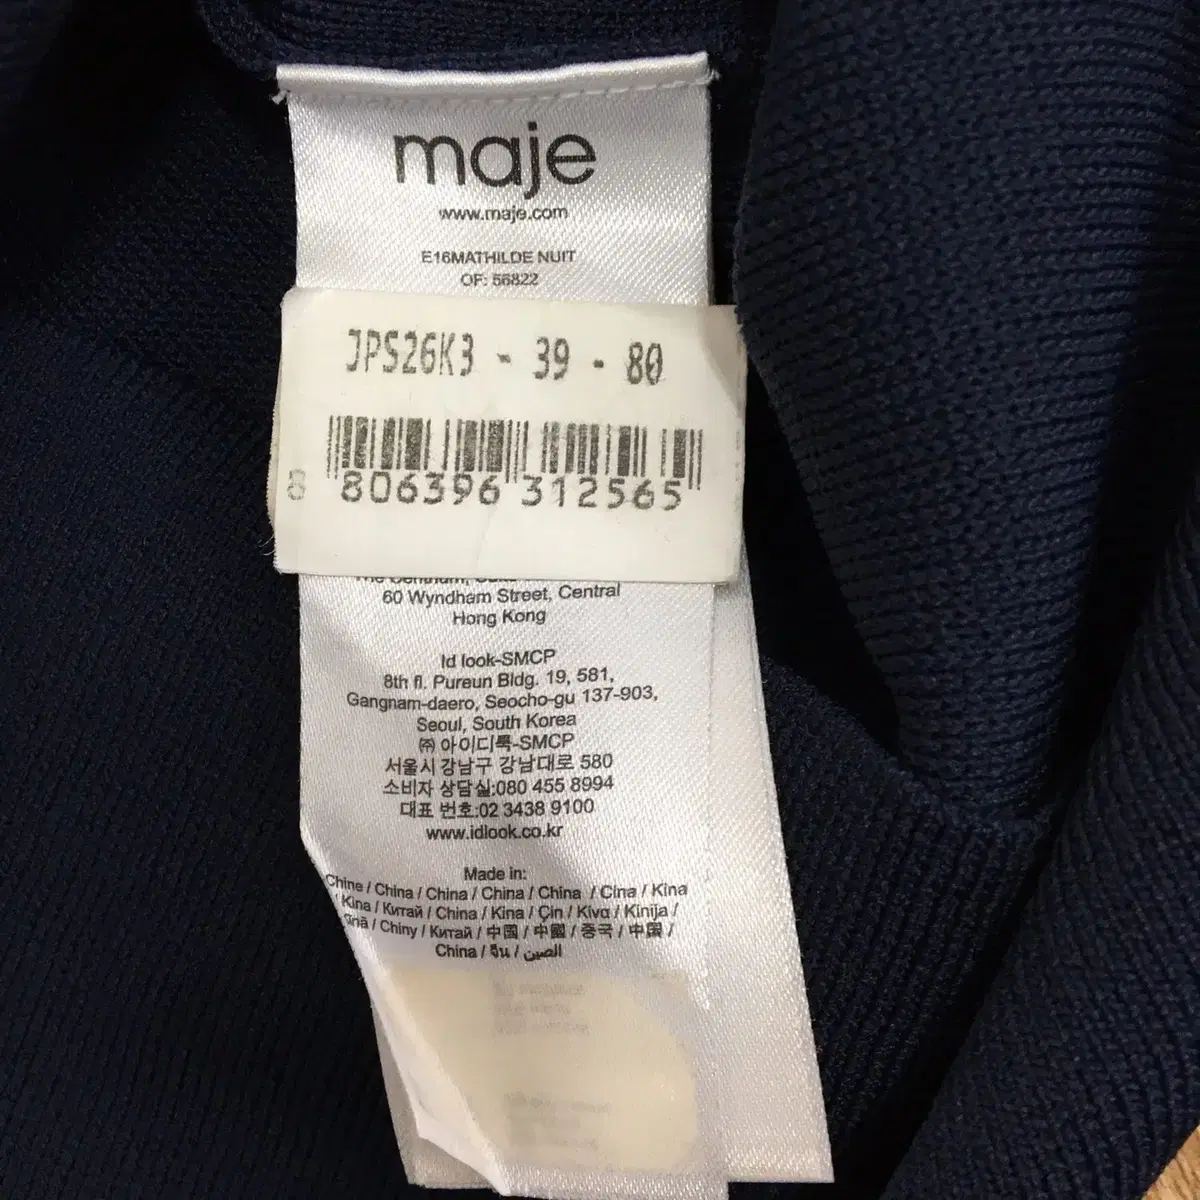 maje
www.maje.com
E16MATHILDE NUIT
OF: 56822
JPS26K3 - 39 - 80
8 806396 312565
The Centrium,
60 Wyndham Street, Central
Hong Kong
Id look-SMCP
8th fl. Pureun Bldg. 19, 581,
Gangnam-daero, Seocho-gu 137-903,
Seoul, South Korea
㈜ 아이디룩-SMCP
서울시 강남구 강남대로 580
소비자 상담실:080 455 8994
대표 번호:02 3438 9100
www.idlook.co.kr
Made in:
Chine / China / China / China / China / Cina / Kina
/ Kina / Китай / China / Kina / Çin / Κίνα / Kinija /
Ķīna / Chiny / Китай / 中国 / 中國 / 중국 / 中国 /
China / จีน / الصين